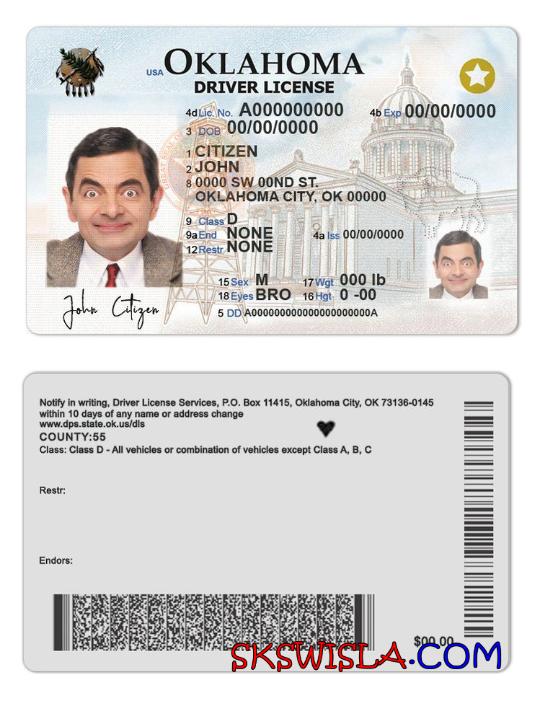 USA OKLAHOMA
DRIVER LICENSE
4d Lic. No. A000000000 4b Exp 00/00/0000
3 DOB 00/00/0000
1 CITIZEN
2 JOHN
8 0000 SW 00ND ST.
OKLAHOMA CITY, OK 00000
9 Class D
9a End NONE 4a Iss 00/00/0000
12 Restr NONE
15 Sex M 17 Wgt 000 lb
18 Eyes BRO 16 Hgt 0 -00
John Citizen
5 DD A00000000000000000000A
Notify in writing, Driver License Services, P.O. Box 11415, Oklahoma City, OK 73136-0145
within 10 days of any name or address change
www.dps.state.ok.us/dls
COUNTY:55
Class: Class D - All vehicles or combination of vehicles except Class A, B, C
Restr:
Endors:
$00.00
SKSWISLA.COM